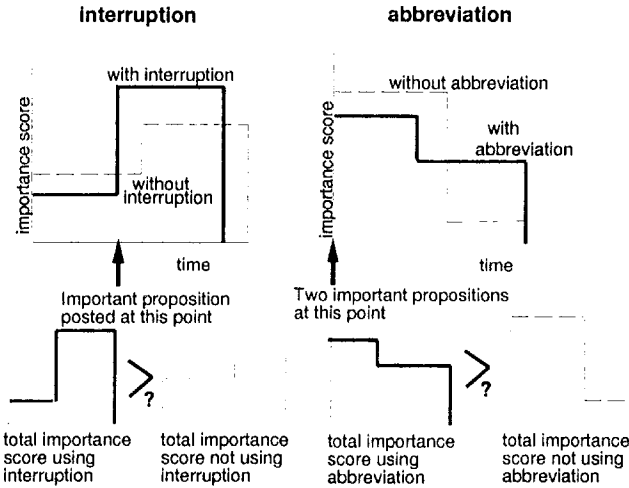 interruption
abbreviation
with interruption
without abbreviation
importance score
importance score
with
abbreviation
without
interruption
time
time
Important proposition
posted at this point
Two important propositions
at this point
>
?
>
?
total importance
score using
interruption
total importance
score not using
interruption
total importance
score using
abbreviation
total importance
score not using
abbreviation